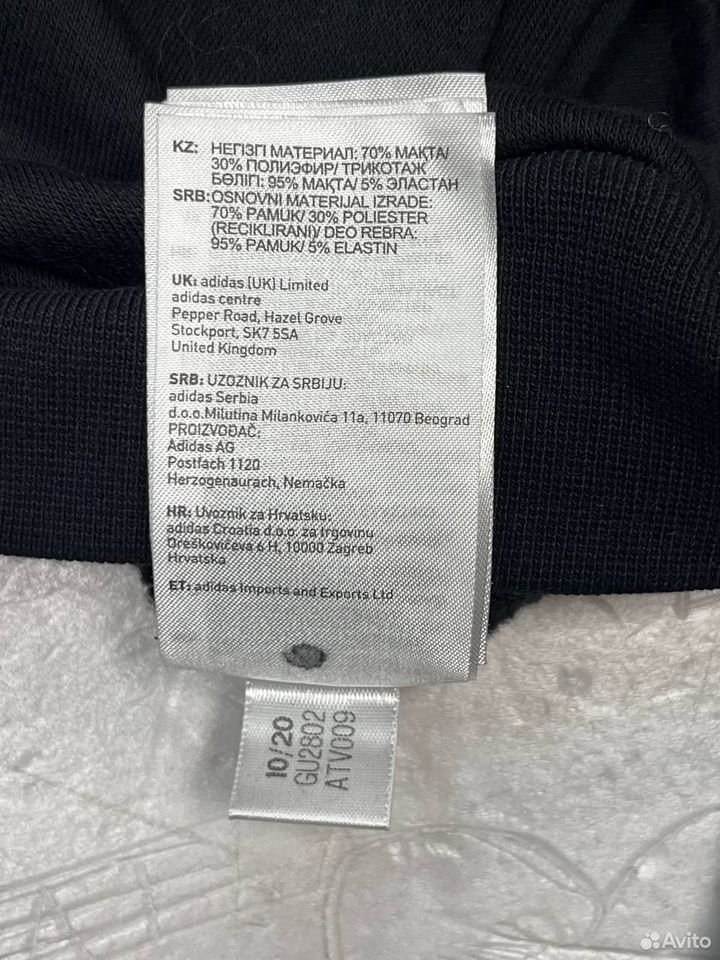 KZ: НЕГІЗГІ МАТЕРИАЛ: 70% МАҚТА/
30% ПОЛИЭФИР/ ТРИКОТАЖ
БӨЛІГІ: 95% МАҚТА/ 5% ЭЛАСТАН
SRB: OSNOVNI MATERIJAL IZRADE:
70% PAMUK/ 30% POLIESTER
(RECIKLIRANI)/ DEO REBRA:
95% PAMUK/ 5% ELASTIN
UK: adidas (UK) Limited
adidas centre
Pepper Road, Hazel Grove
Stockport, SK7 5SA
United Kingdom
SRB: UZOZNIK ZA SRBIJU:
adidas Serbia
d.o.o.Milutina Milankovića 11a, 11070 Beograd
PROIZVOĐAČ:
Adidas AG
Postfach 1120
Herzogenaurach, Nemačka
HR: Uvoznik za Hrvatsku:
adidas Croatia d.o.o. za trgovinu
Oreškovićeva 6 H, 10000 Zagreb
Hrvatska
ET: adidas Imports and Exports Ltd
10/20
GU2802
ATV009
Avito